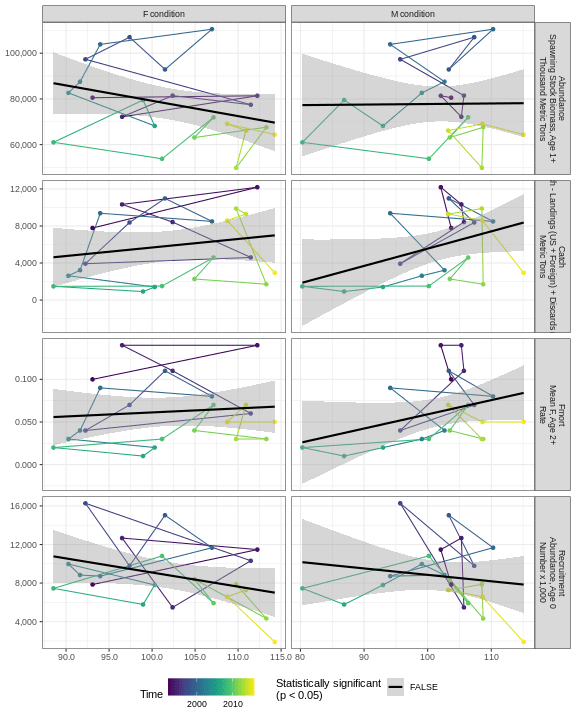 F condition
M condition
100,000
80,000
60,000
Abundance
Spawning Stock Biomass, Age 1+
Thousand Metric Tons
12,000
8,000
4,000
0
Catch
h - Landings (US + Foreign) + Discards
Metric Tons
0.100
0.050
0.000
Fmort
Mean F, Age 2+
Rate
16,000
12,000
8,000
4,000
Recruitment
Abundance, Age 0
Number x 1,000
90.0 95.0 100.0 105.0 110.0 115.0
80 90 100 110
Time
2000 2010
Statistically significant
(p < 0.05)
FALSE